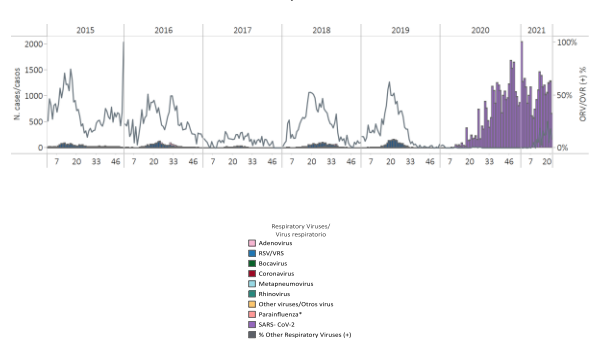 2015 2016 2017 2018 2019 2020 2021
2000 100%
1500
1000 50%
500
0 0%
N. cases/casos
ORV/OVR (+) %
7 20 33 46 7 20 33 46 7 20 33 46 7 20 33 46 7 20 33 46 7 20 33 46 7 20
Respiratory Viruses/
Virus respiratorio
Adenovirus
RSV/VRS
Bocavirus
Coronavirus
Metapneumovirus
Rhinovirus
Other viruses/Otros virus
Parainfluenza*
SARS- CoV-2
% Other Respiratory Viruses (+)